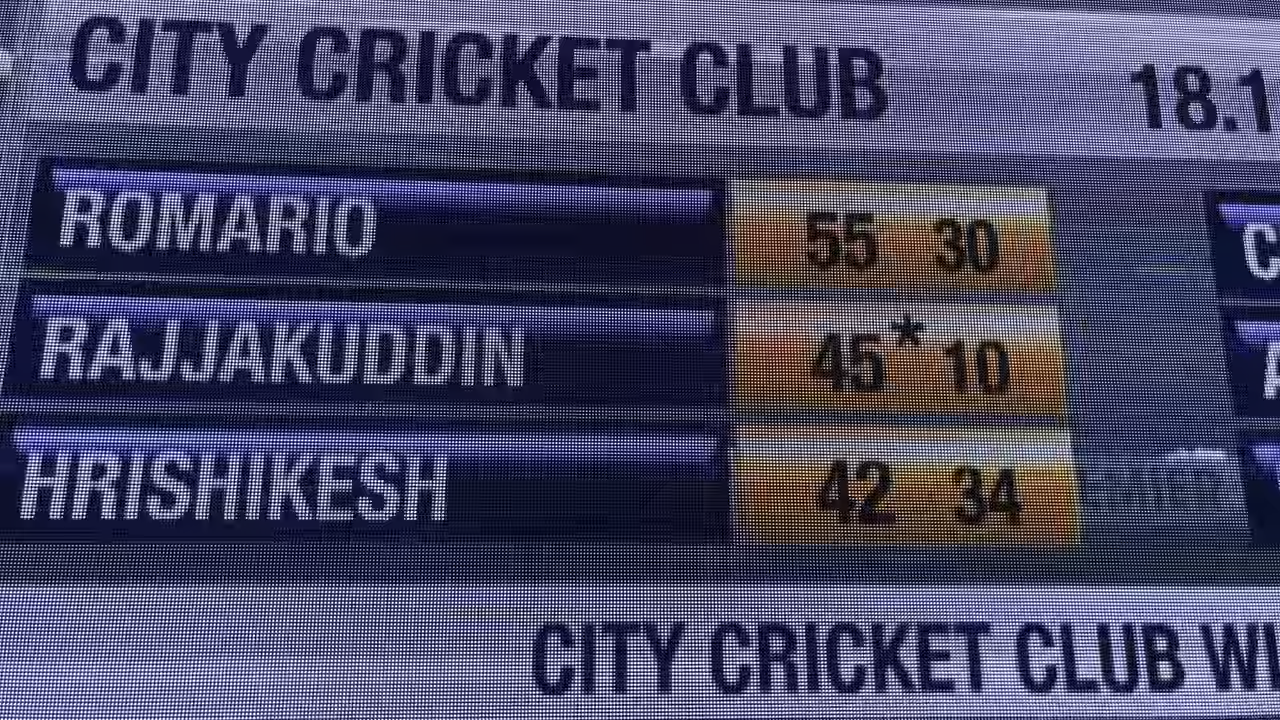 CITY CRICKET CLUB 18.1
ROMARIO 55 30
RAJJAKUDDIN 45* 10
HRISHIKESH 42 34
CITY CRICKET CLUB